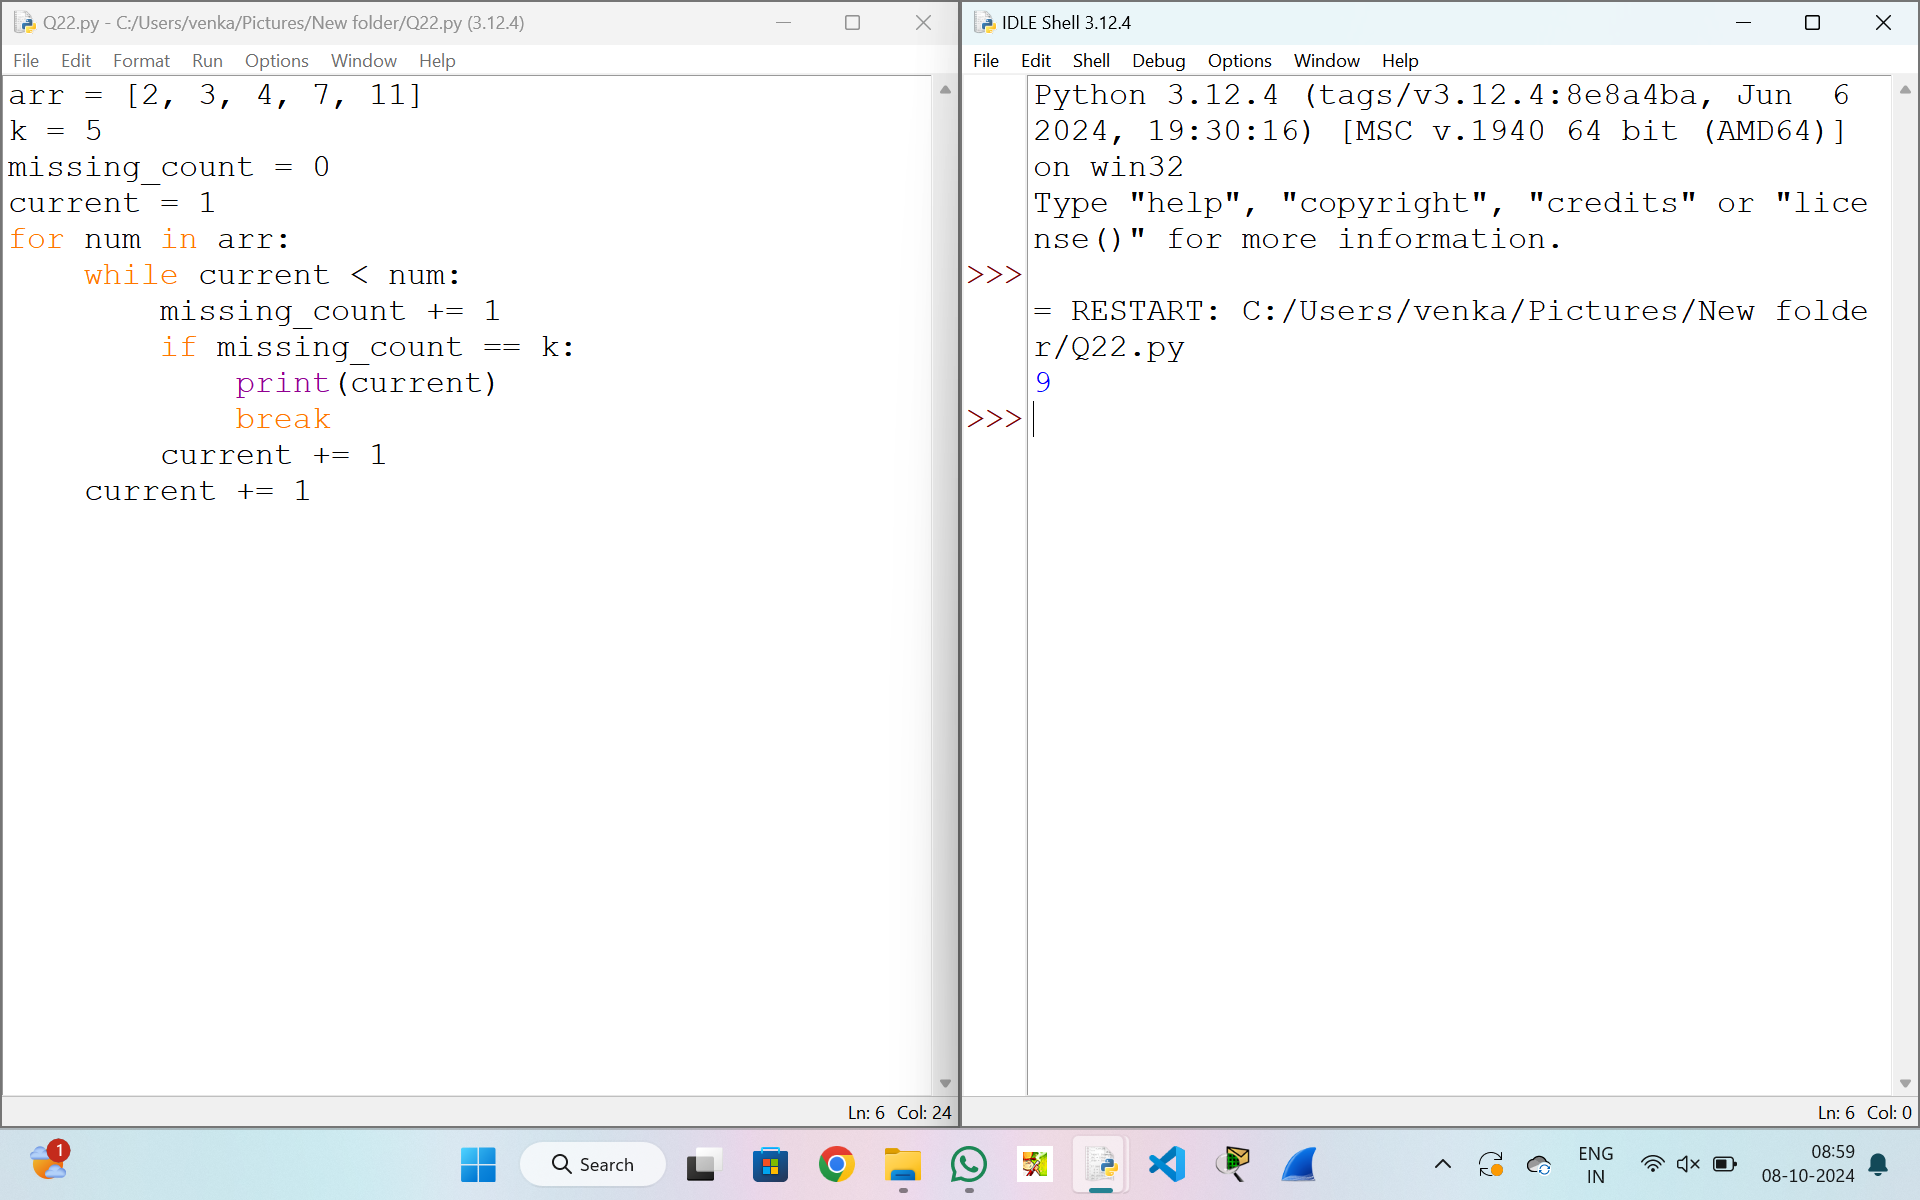 Q22.py - C:/Users/venka/Pictures/New folder/Q22.py (3.12.4)
File Edit Format Run Options Window Help
arr = [2, 3, 4, 7, 11]
k = 5
missing_count = 0
current = 1
for num in arr:
    while current < num:
        missing_count += 1
        if missing_count == k:
            print(current)
            break
        current += 1
    current += 1
Ln: 6 Col: 24
IDLE Shell 3.12.4
File Edit Shell Debug Options Window Help
Python 3.12.4 (tags/v3.12.4:8e8a4ba, Jun  6
2024, 19:30:16) [MSC v.1940 64 bit (AMD64)]
on win32
Type "help", "copyright", "credits" or "lice
nse()" for more information.
>>>
= RESTART: C:/Users/venka/Pictures/New folde
r/Q22.py
9
>>>
Ln: 6 Col: 0
1
Search
ENG
IN
08:59
08-10-2024